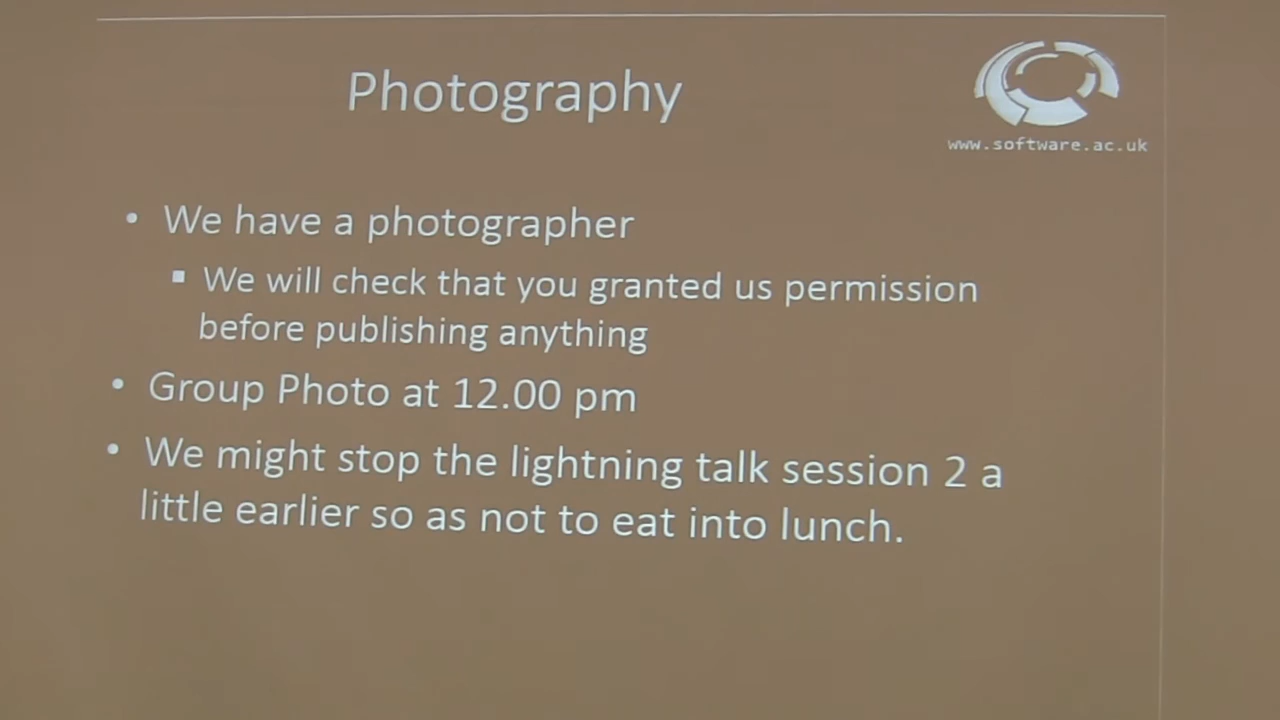 Photography
www.software.ac.uk
• We have a photographer
▪ We will check that you granted us permission
before publishing anything
• Group Photo at 12.00 pm
• We might stop the lightning talk session 2 a
little earlier so as not to eat into lunch.